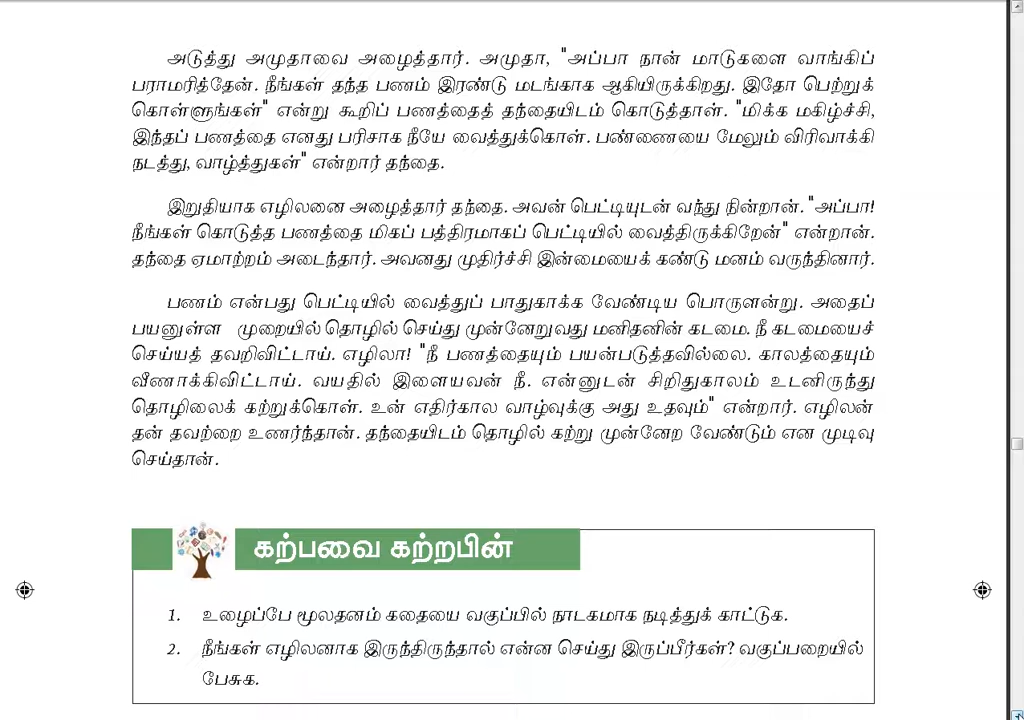 அடுத்து அமுதாவை அழைத்தார். அமுதா, "அப்பா நான் மாடுகளை வாங்கிப்
பராமரித்தேன். நீங்கள் தந்த பணம் இரண்டு மடங்காக ஆகியிருக்கிறது. இதோ பெற்றுக்
கொள்ளுங்கள்" என்று கூறிப் பணத்தைத் தந்தையிடம் கொடுத்தாள். "மிக்க மகிழ்ச்சி,
இந்தப் பணத்தை எனது பரிசாக நீயே வைத்துக்கொள். பண்ணையை மேலும் விரிவாக்கி
நடத்து, வாழ்த்துகள்" என்றார் தந்தை.
இறுதியாக எழிலனை அழைத்தார் தந்தை. அவன் பெட்டியுடன் வந்து நின்றான். "அப்பா!
நீங்கள் கொடுத்த பணத்தை மிகப் பத்திரமாகப் பெட்டியில் வைத்திருக்கிறேன்" என்றான்.
தந்தை ஏமாற்றம் அடைந்தார். அவனது முதிர்ச்சி இன்மையைக் கண்டு மனம் வருந்தினார்.
பணம் என்பது பெட்டியில் வைத்துப் பாதுகாக்க வேண்டிய பொருளன்று. அதைப்
பயனுள்ள முறையில் தொழில் செய்து முன்னேறுவது மனிதனின் கடமை. நீ கடமையைச்
செய்யத் தவறிவிட்டாய். எழிலா! "நீ பணத்தையும் பயன்படுத்தவில்லை. காலத்தையும்
வீணாக்கிவிட்டாய். வயதில் இளையவன் நீ. என்னுடன் சிறிதுகாலம் உடனிருந்து
தொழிலைக் கற்றுக்கொள். உன் எதிர்கால வாழ்வுக்கு அது உதவும்" என்றார். எழிலன்
தன் தவற்றை உணர்ந்தான். தந்தையிடம் தொழில் கற்று முன்னேற வேண்டும் என முடிவு
செய்தான்.
கற்பவை கற்றபின்
1. உழைப்பே மூலதனம் கதையை வகுப்பில் நாடகமாக நடித்துக் காட்டுக.
2. நீங்கள் எழிலனாக இருந்திருந்தால் என்ன செய்து இருப்பீர்கள்? வகுப்பறையில்
பேசுக.